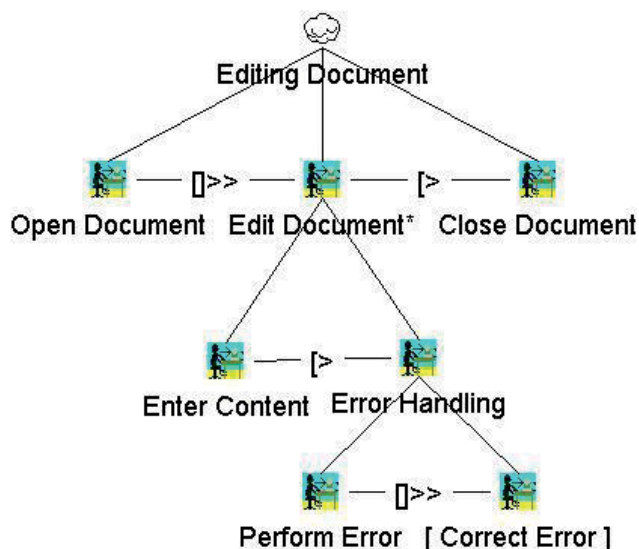 Editing Document
[]>> [>
Open Document Edit Document* Close Document
[>
Enter Content Error Handling
[]>>
Perform Error [ Correct Error ]